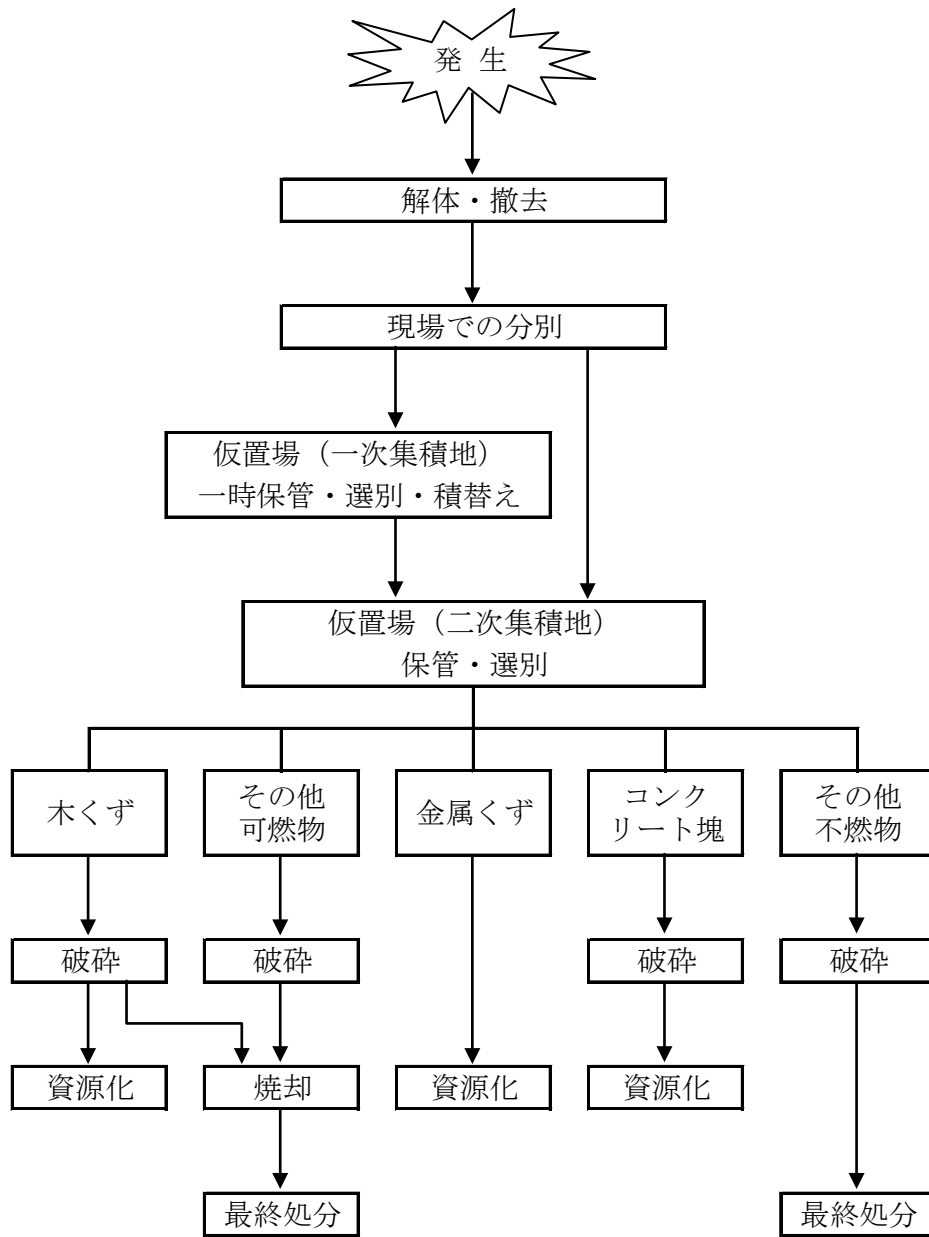 発 生
解体・撤去
現場での分別
仮置場（一次集積地）
一時保管・選別・積替え
仮置場（二次集積地）
保管・選別
木くず
その他
可燃物
金属くず
コンク
リート塊
その他
不燃物
破砕
破砕
破砕
破砕
資源化
焼却
資源化
資源化
最終処分
最終処分